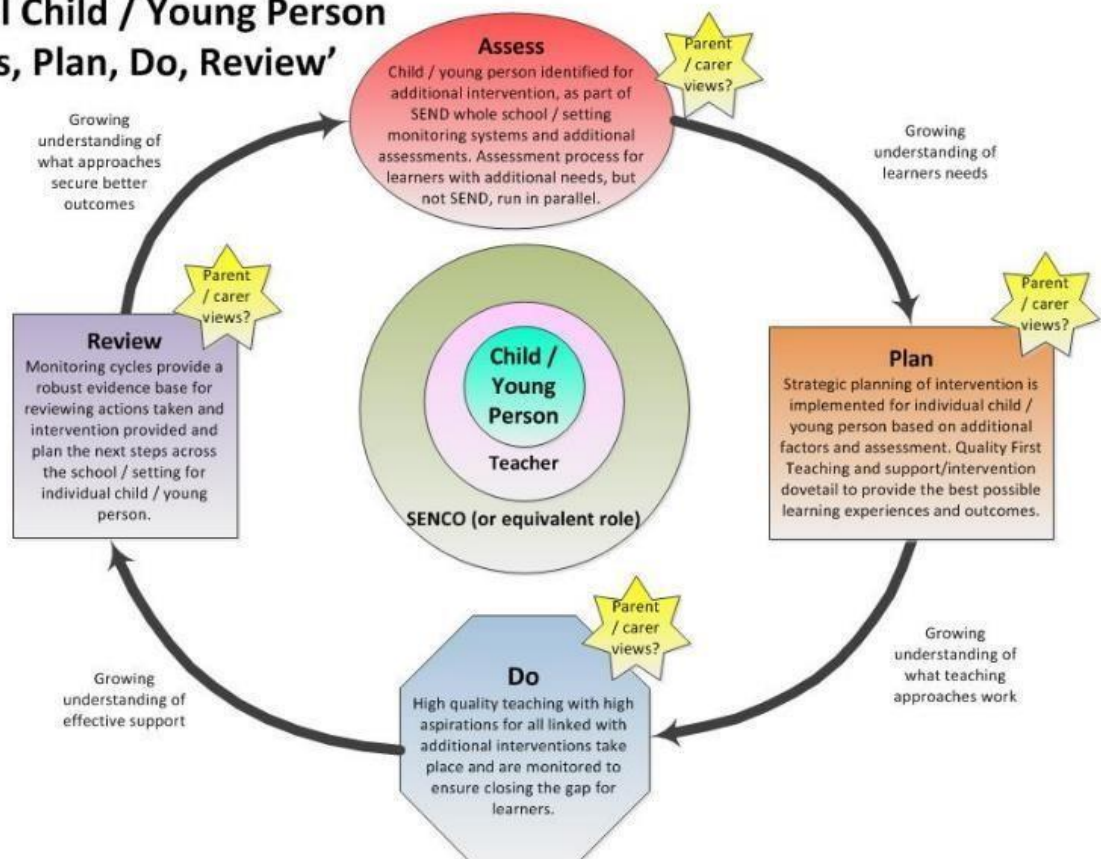 l Child / Young Person
s, Plan, Do, Review’
Assess
Child / young person identified for
additional intervention, as part of
SEND whole school / setting
monitoring systems and additional
assessments. Assessment process for
learners with additional needs, but
not SEND, run in parallel.
Parent
/ carer
views?
Growing
understanding of
learners needs
Plan
Strategic planning of intervention is
implemented for individual child /
young person based on additional
factors and assessment. Quality First
Teaching and support/intervention
dovetail to provide the best possible
learning experiences and outcomes.
Parent
/ carer
views?
Growing
understanding of
what teaching
approaches work
Do
High quality teaching with high
aspirations for all linked with
additional interventions take
place and are monitored to
ensure closing the gap for
learners.
Parent
/ carer
views?
Growing
understanding of
effective support
Review
Monitoring cycles provide a
robust evidence base for
reviewing actions taken and
intervention provided and
plan the next steps across
the school / setting for
individual child / young
person.
Parent
/ carer
views?
Growing
understanding of
what approaches
secure better
outcomes
Child /
Young
Person
Teacher
SENCO (or equivalent role)